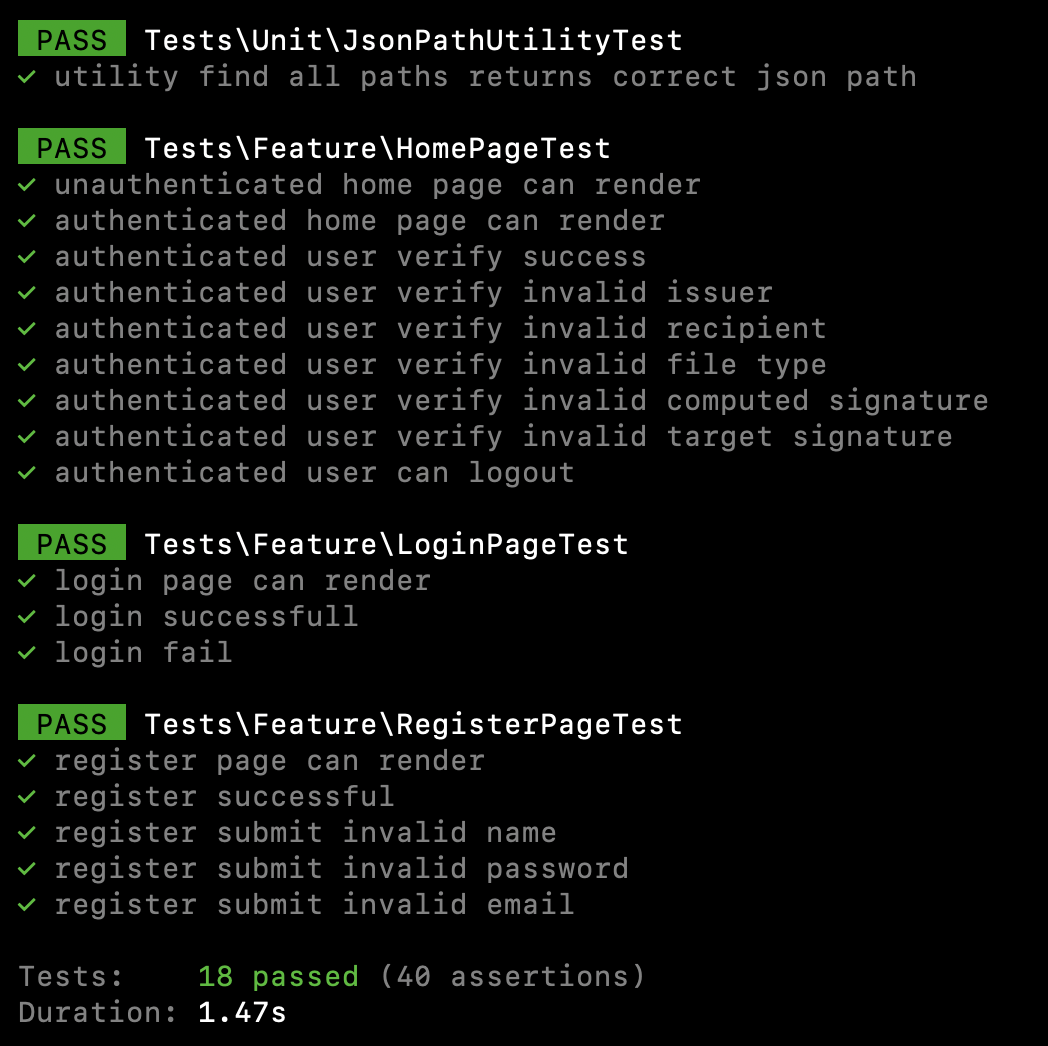 PASS Tests\Unit\JsonPathUtilityTest
✓ utility find all paths returns correct json path
PASS Tests\Feature\HomePageTest
✓ unauthenticated home page can render
✓ authenticated home page can render
✓ authenticated user verify success
✓ authenticated user verify invalid issuer
✓ authenticated user verify invalid recipient
✓ authenticated user verify invalid file type
✓ authenticated user verify invalid computed signature
✓ authenticated user verify invalid target signature
✓ authenticated user can logout
PASS Tests\Feature\LoginPageTest
✓ login page can render
✓ login successfull
✓ login fail
PASS Tests\Feature\RegisterPageTest
✓ register page can render
✓ register successful
✓ register submit invalid name
✓ register submit invalid password
✓ register submit invalid email
Tests: 18 passed (40 assertions)
Duration: 1.47s